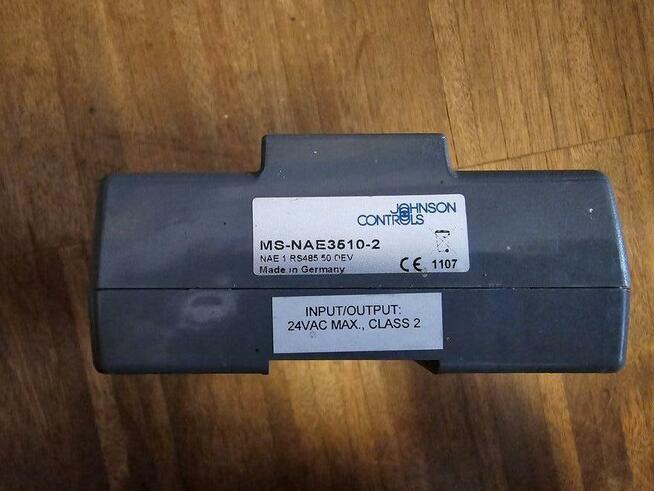 JOHNSON
CONTROLS
MS-NAE3510-2
NAE 1 RS485 50 DEV
Made in Germany
CE 1107
INPUT/OUTPUT:
24VAC MAX., CLASS 2